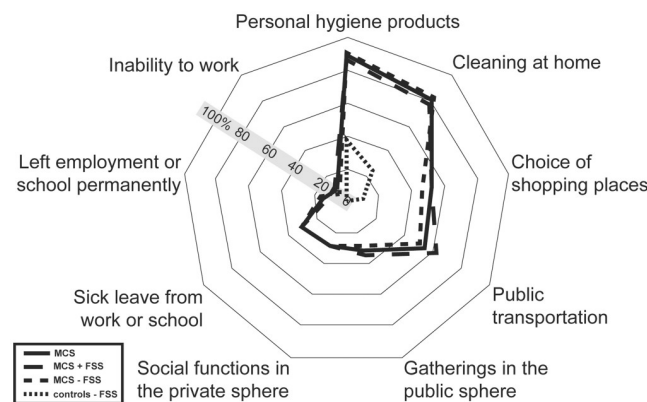 Personal hygiene products
Inability to work
Cleaning at home
100%
80
60
40
20
0
Left employment or
school permanently
Choice of
shopping places
Sick leave from
work or school
Public
transportation
Social functions in
the private sphere
Gatherings in the
public sphere
MCS
MCS + FSS
MCS - FSS
controls - FSS